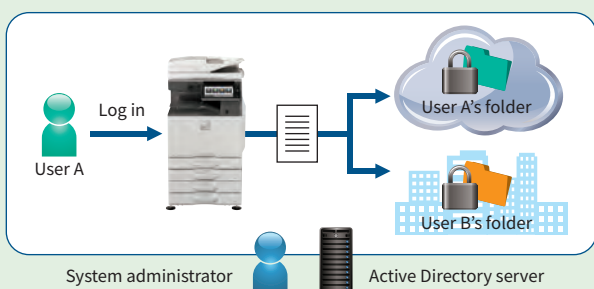 Log in
User A
User A's folder
User B's folder
System administrator
Active Directory server